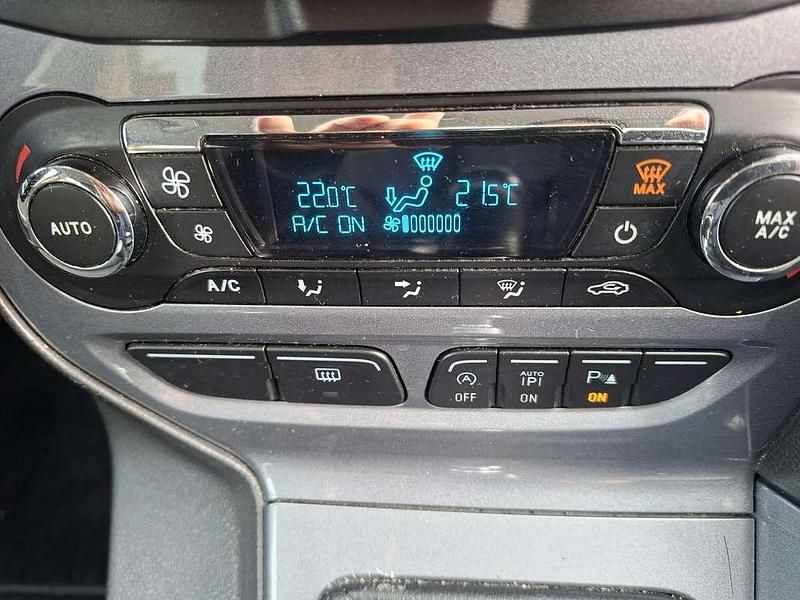 22.0°C 21.5°C
A/C ON
MAX
AUTO
MAX
A/C
A/C
OFF
AUTO
P
ON
P
ON